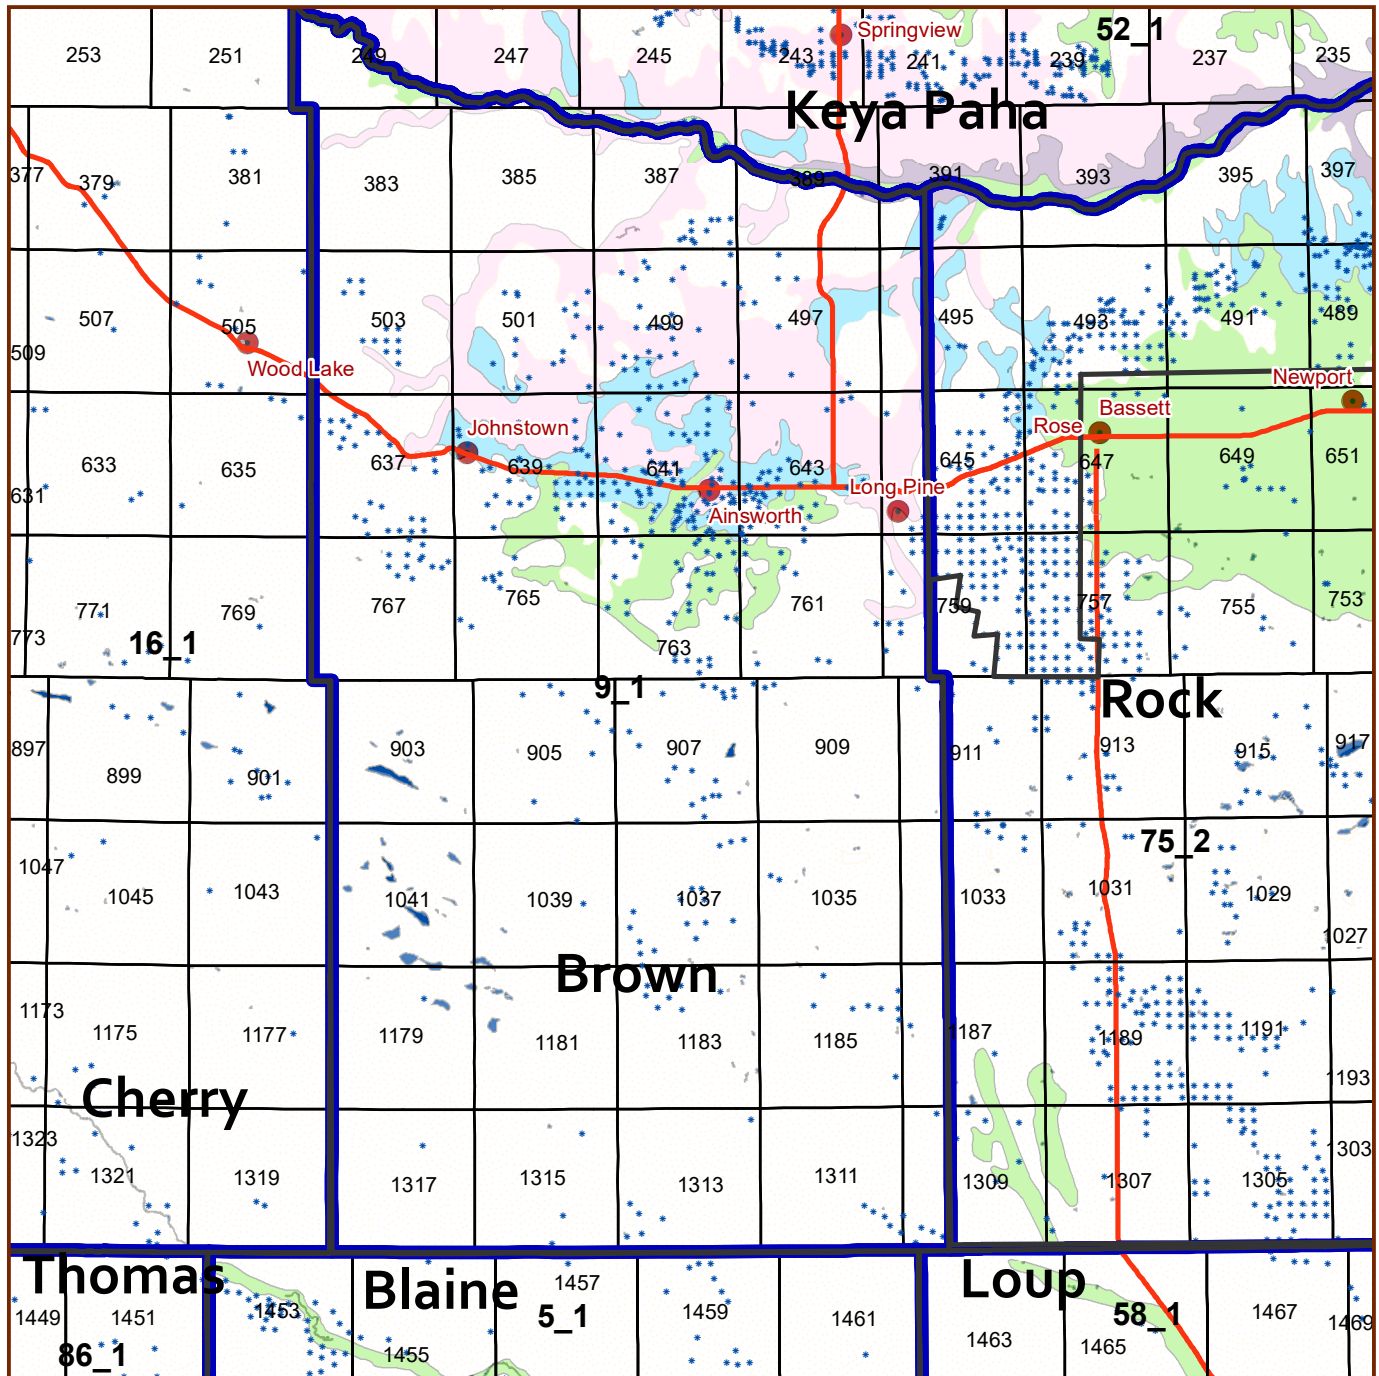 52_1
Springview
253 251 249 247 245 243 241 239 237 235
Keya Paha
377 379 381 383 385 387 389 391 393 395 397
507 505 503 501 499 497 495 493 491 489
509
Wood Lake
Newport
Bassett
Johnstown
Rose
633 635 637 639 641 643 645 647 649 651
Long Pine
631
Ainsworth
771 769 767 765 761 759 757 755 753
773
16_1
763
9_1
Rock
897 899 901 903 905 907 909 911 913 915 917
75_2
1047 1045 1043 1041 1039 1037 1035 1033 1031 1029
1027
Brown
1173 1175 1177 1179 1181 1183 1185 1187 1189 1191
1193
Cherry
1323 1321 1319 1317 1315 1313 1311 1309 1307 1305 1303
Thomas
Blaine
Loup
1457
1449 1451 1453 1459 1461 1463 1465 1467 1469
5_1
58_1
86_1
1455